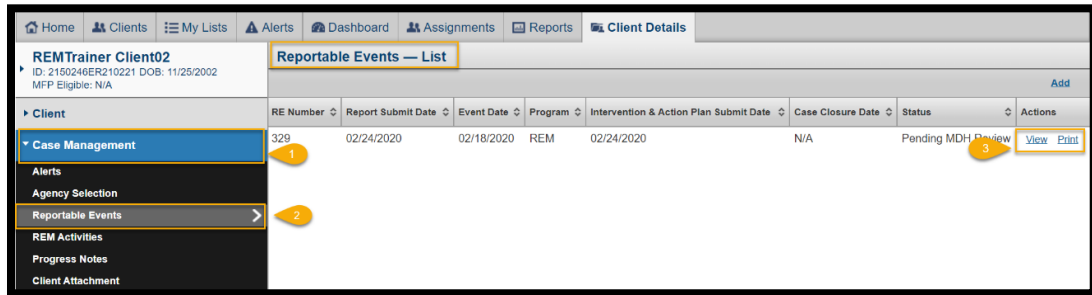 Home Clients My Lists Alerts Dashboard Assignments Reports Client Details
REMTrainer Client02
ID: 2150246ER210221 DOB: 11/25/2002
MFP Eligible: N/A
Reportable Events — List
Add
Client
Case Management
1
Alerts
Agency Selection
Reportable Events
2
REM Activities
Progress Notes
Client Attachment
RE Number Report Submit Date Event Date Program Intervention & Action Plan Submit Date Case Closure Date Status Actions
329 02/24/2020 02/18/2020 REM 02/24/2020 N/A Pending MDH Review View Print
3